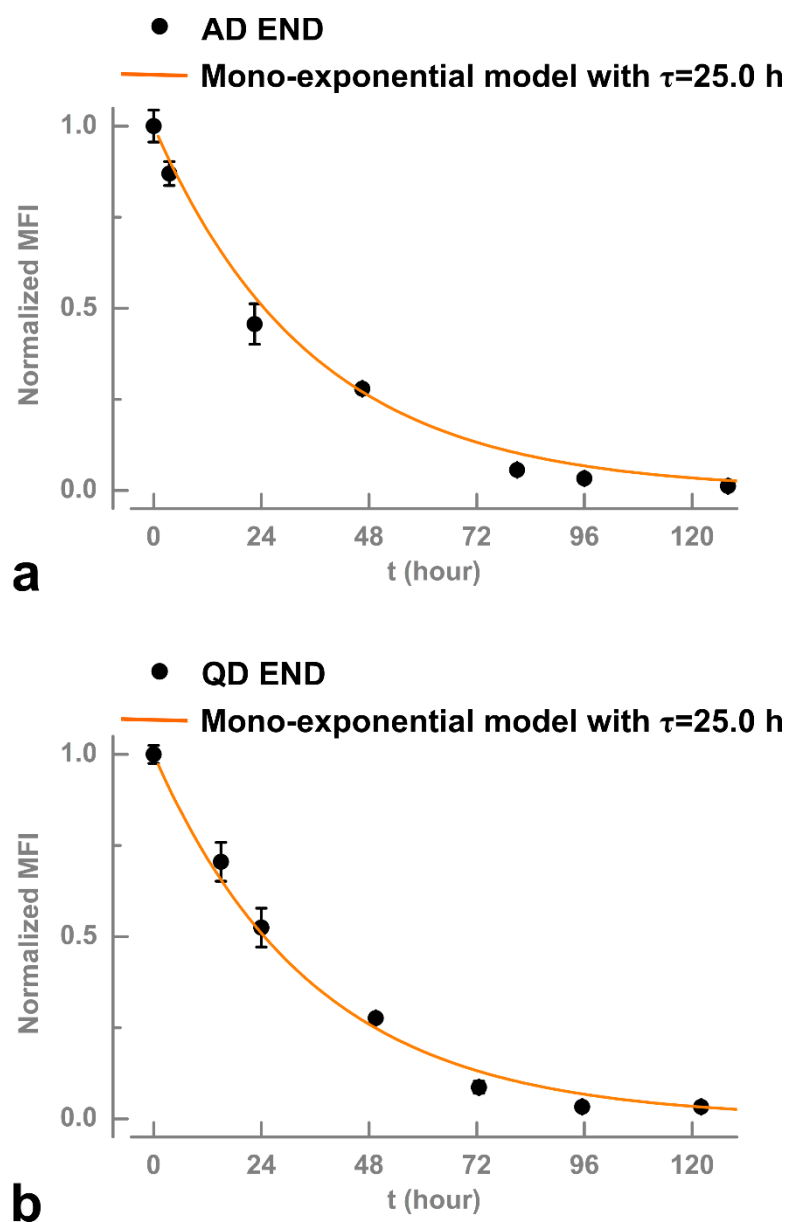 AD END
Mono-exponential model with τ=25.0 h
1.0
0.5
0.0
Normalized MFI
0 24 48 72 96 120
t (hour)
a
QD END
Mono-exponential model with τ=25.0 h
1.0
0.5
0.0
Normalized MFI
0 24 48 72 96 120
t (hour)
b